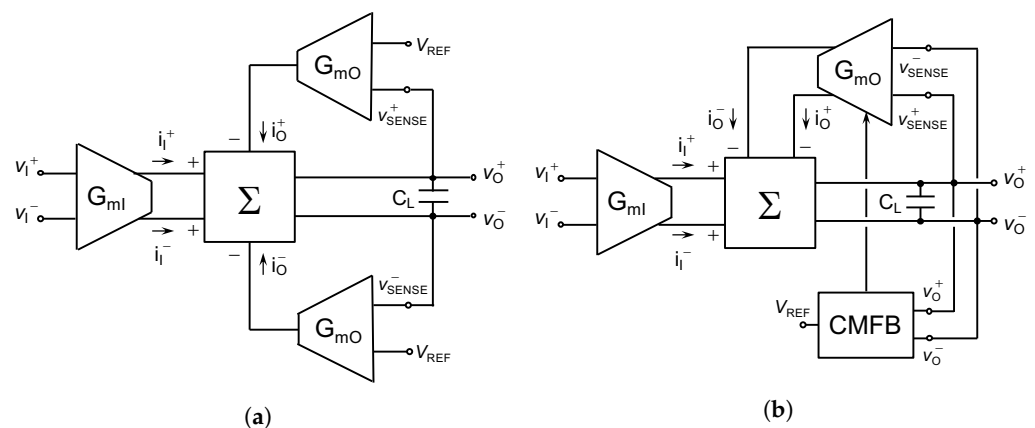 G_mO
V_REF
v_SENSE^+
− ↓ i_O^+
i_I^+
v_I^+
+
G_mI
Σ
v_O^+
C_L
v_I^-
+
v_O^-
i_I^-
−
↑ i_O^-
v_SENSE^-
G_mO
V_REF
(a)
v_SENSE^-
G_mO
v_SENSE^+
i_O^- ↓
↓ i_O^+
i_I^+
−
−
v_I^+
+
G_mI
Σ
v_O^+
C_L
v_I^-
+
v_O^-
i_I^-
V_REF
CMFB
v_O^+
v_O^-
(b)